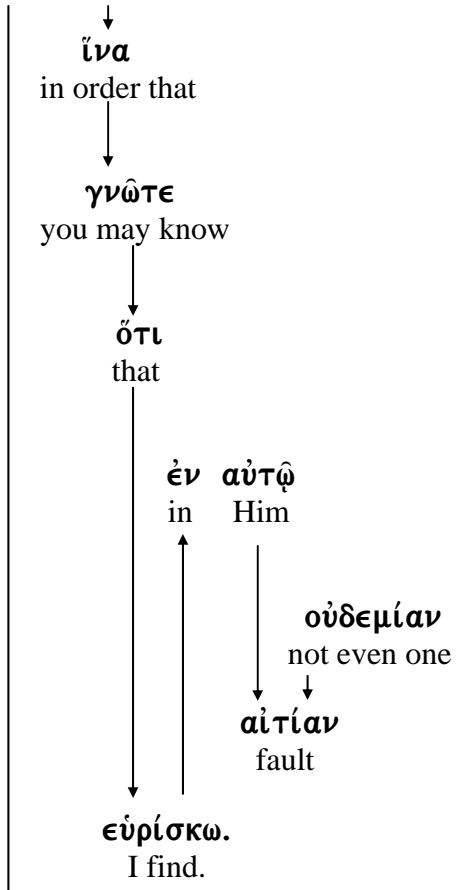 ἵνα
in order that
γνῶτε
you may know
ὅτι
that
ἐν αὐτῷ
in Him
οὐδεμίαν
not even one
αἰτίαν
fault
εὑρίσκω.
I find.